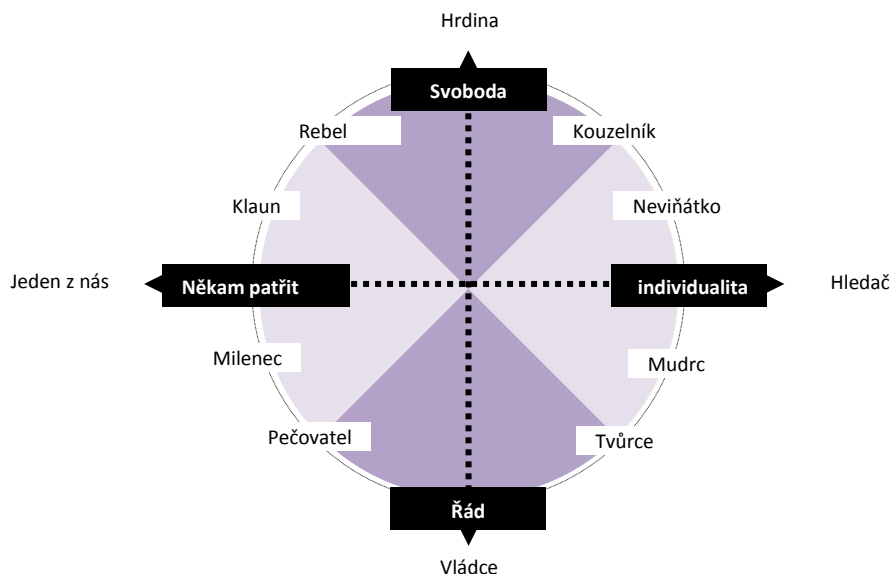 Hrdina
Svoboda
Rebel
Kouzelník
Klaun
Neviňátko
Jeden z nás
Někam patřit
individualita
Hledač
Milenec
Mudrc
Pečovatel
Tvůrce
Řád
Vládce